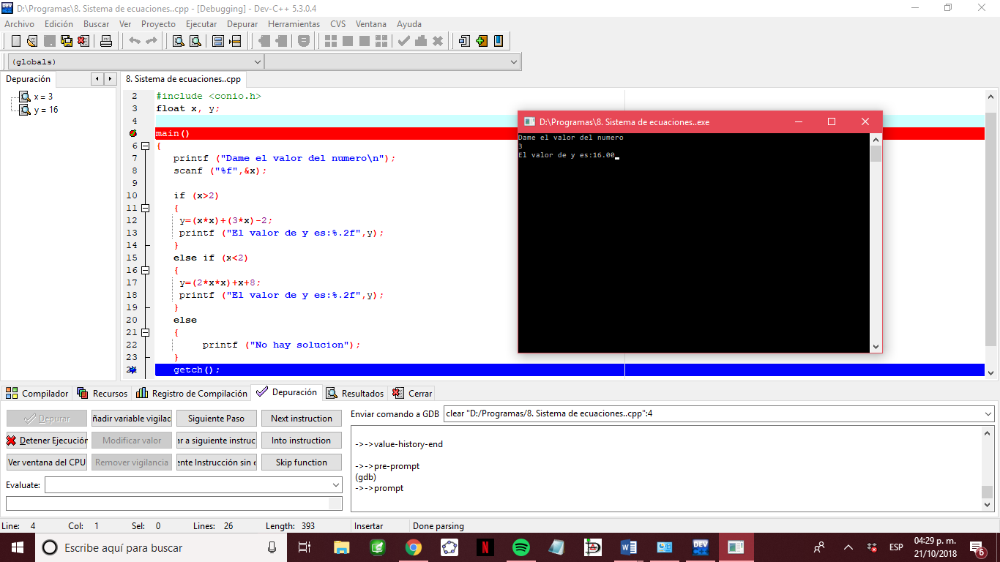 D:\Programas\8. Sistema de ecuaciones..cpp - [Debugging] - Dev-C++ 5.3.0.4
Archivo Edición Buscar Ver Proyecto Ejecutar Depurar Herramientas CVS Ventana Ayuda
(globals)
Depuración
8. Sistema de ecuaciones..cpp
x = 3
y = 16
2 #include <conio.h>
3 float x, y;
4
main()
6 {
7 printf ("Dame el valor del numero\n");
8 scanf ("%f",&x);
9
10 if (x>2)
11 {
12 y=(x*x)+(3*x)-2;
13 printf ("El valor de y es:%.2f",y);
14 }
15 else if (x<2)
16 {
17 y=(2*x*x)+x+8;
18 printf ("El valor de y es:%.2f",y);
19 }
20 else
21 {
22 printf ("No hay solucion");
23 }
getch();
D:\Programas\8. Sistema de ecuaciones..exe
Dame el valor del numero
3
El valor de y es:16.00
Compilador Recursos Registro de Compilación Depuración Resultados Cerrar
Depurar ñadir variable vigilad Siguiente Paso Next instruction
Detener Ejecución Modificar valor ar a siguiente instruc Into instruction
Ver ventana del CPU Remover vigilancia ente Instrucción sin e Skip function
Evaluate:
Enviar comando a GDB clear "D:/Programas/8. Sistema de ecuaciones..cpp":4
->->value-history-end
->->pre-prompt
(gdb)
->->prompt
Line: 4 Col: 1 Sel: 0 Lines: 26 Length: 393 Insertar Done parsing
Escribe aquí para buscar
ESP
04:29 p. m.
21/10/2018
6